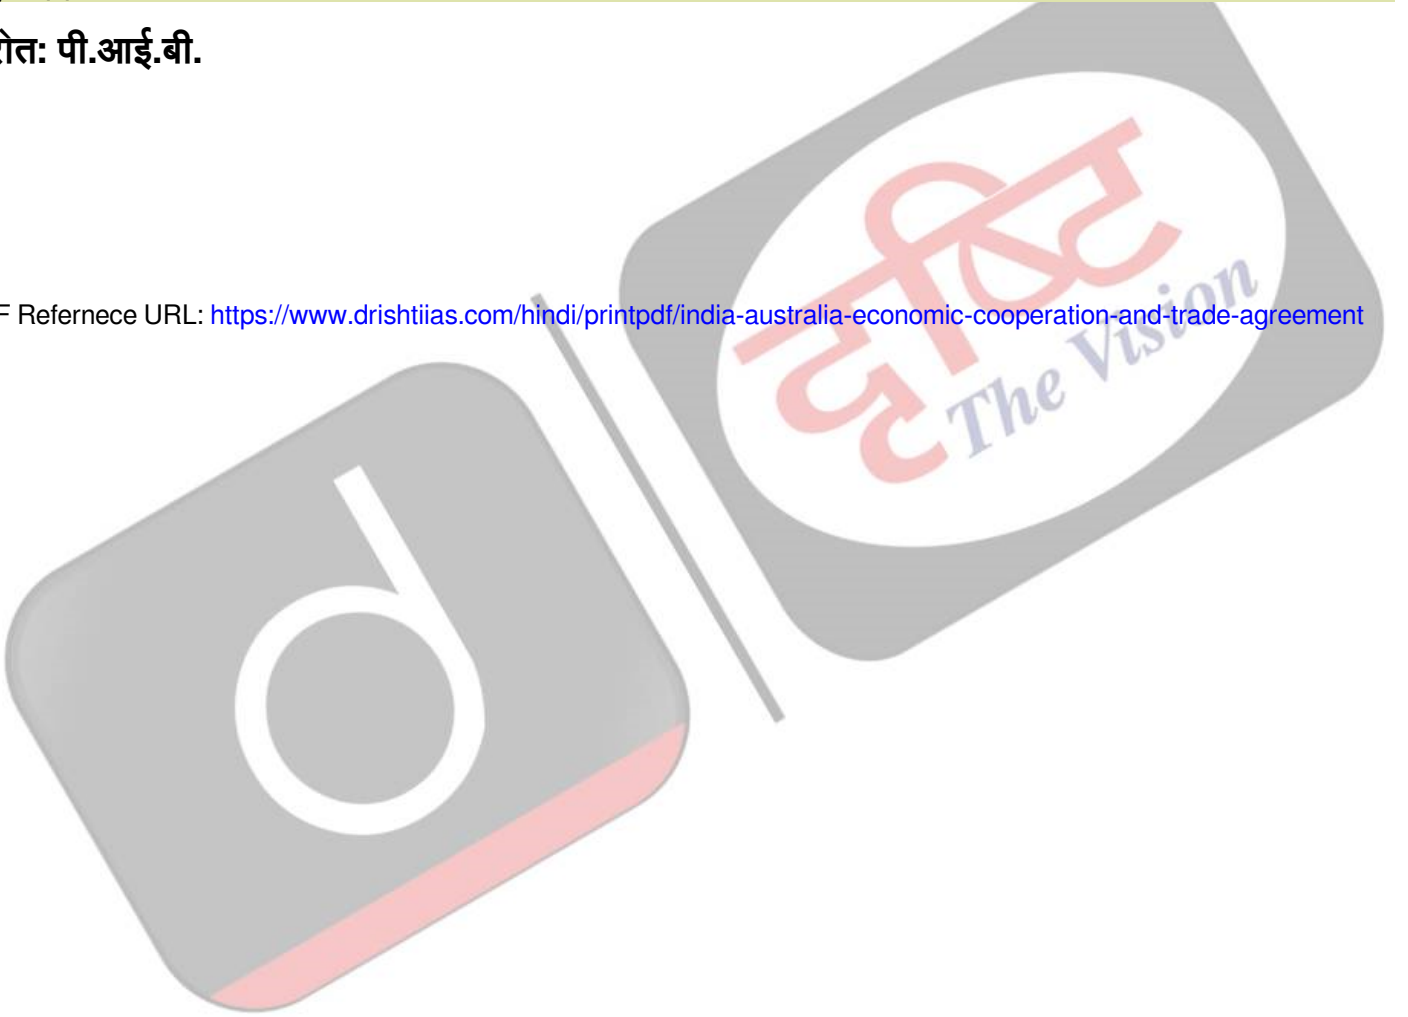 रोत: पी.आई.बी.
F Refernece URL: https://www.drishtiias.com/hindi/printpdf/india-australia-economic-cooperation-and-trade-agreement
दृष्टि
The Vision
d